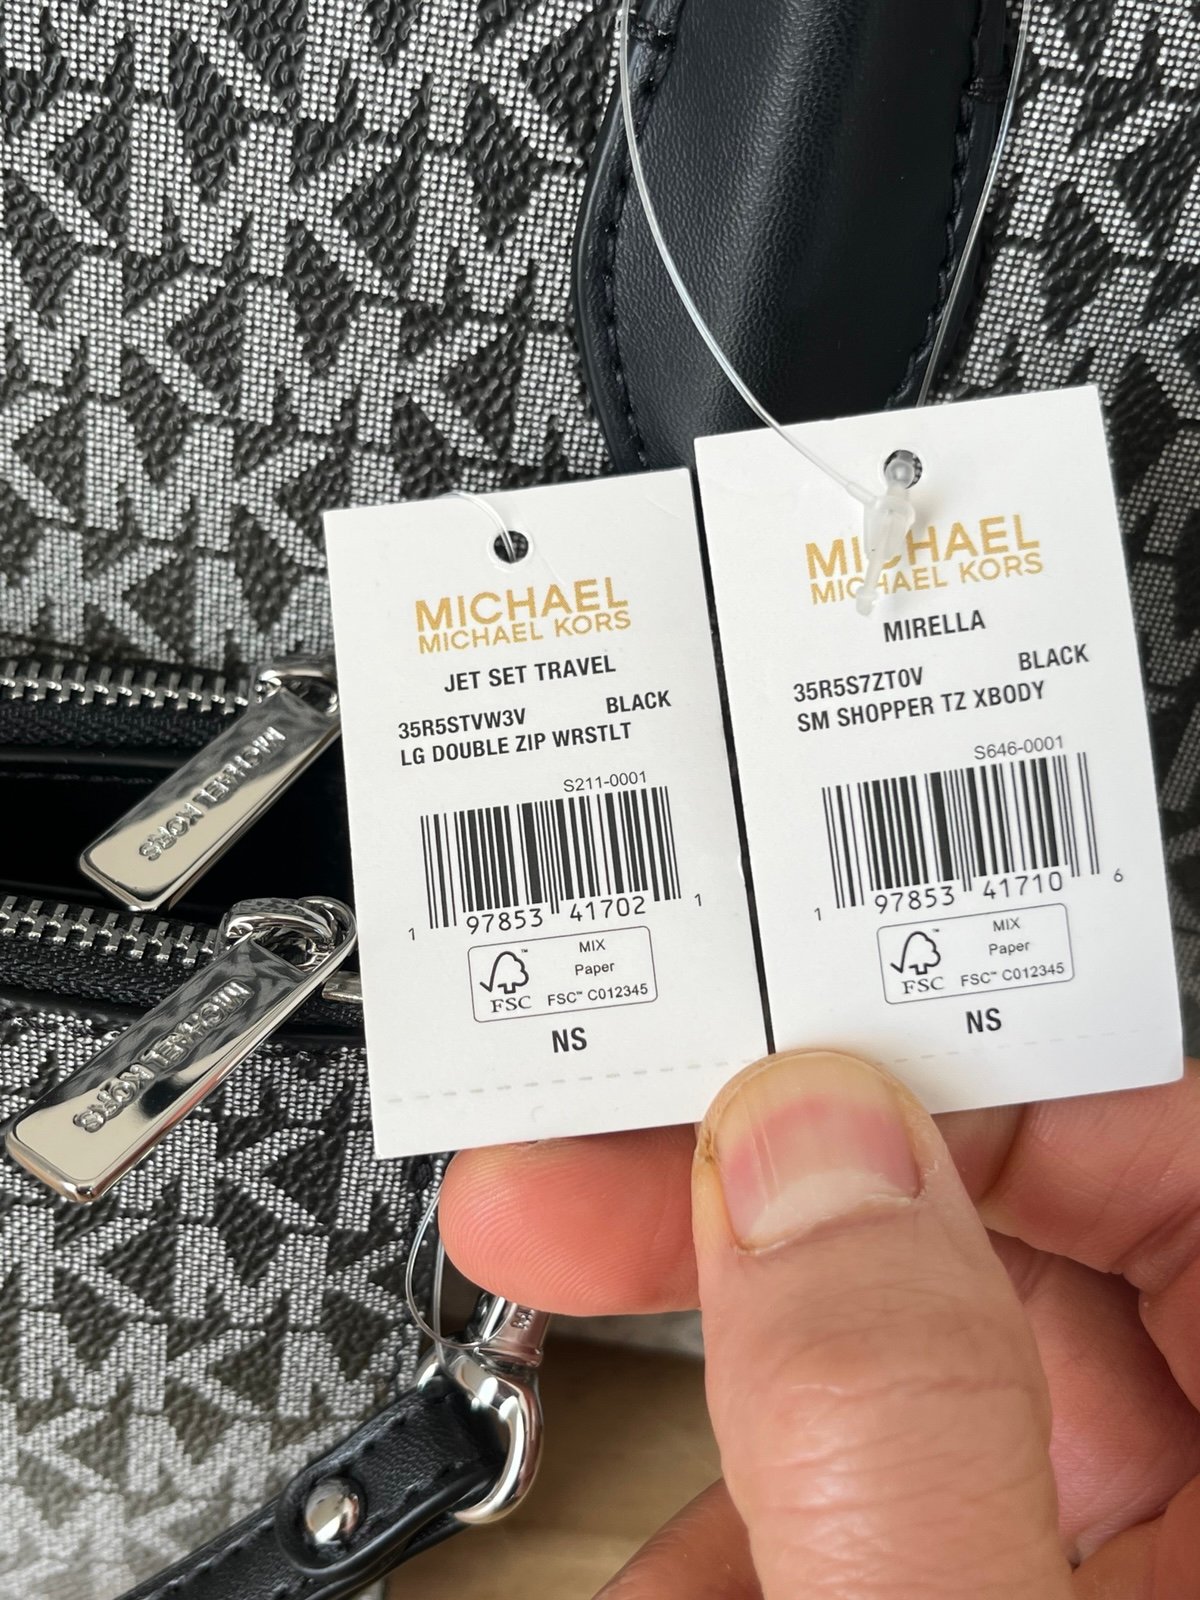 MICHAEL
MICHAEL KORS
JET SET TRAVEL
35R5STVW3V BLACK
LG DOUBLE ZIP WRSTLT
S211-0001
1 97853 41702 1
FSC™
MIX
Paper
FSC™ C012345
NS
MICHAEL
MICHAEL KORS
MIRELLA
35R5S7ZT0V BLACK
SM SHOPPER TZ XBODY
S646-0001
1 97853 41710 6
FSC™
MIX
Paper
FSC™ C012345
NS
MICHAEL KORS
MICHAEL KORS